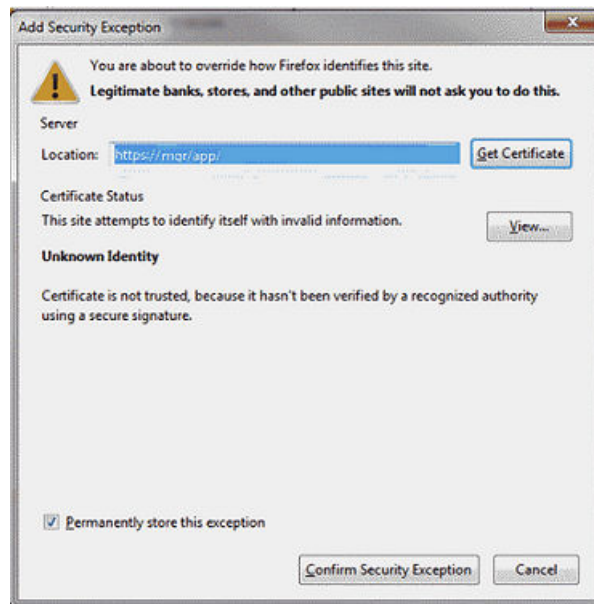 Add Security Exception
You are about to override how Firefox identifies this site.
Legitimate banks, stores, and other public sites will not ask you to do this.
Server
Location: https://mgr/app/ Get Certificate
Certificate Status
This site attempts to identify itself with invalid information. View...
Unknown Identity
Certificate is not trusted, because it hasn't been verified by a recognized authority
using a secure signature.
Permanently store this exception
Confirm Security Exception Cancel